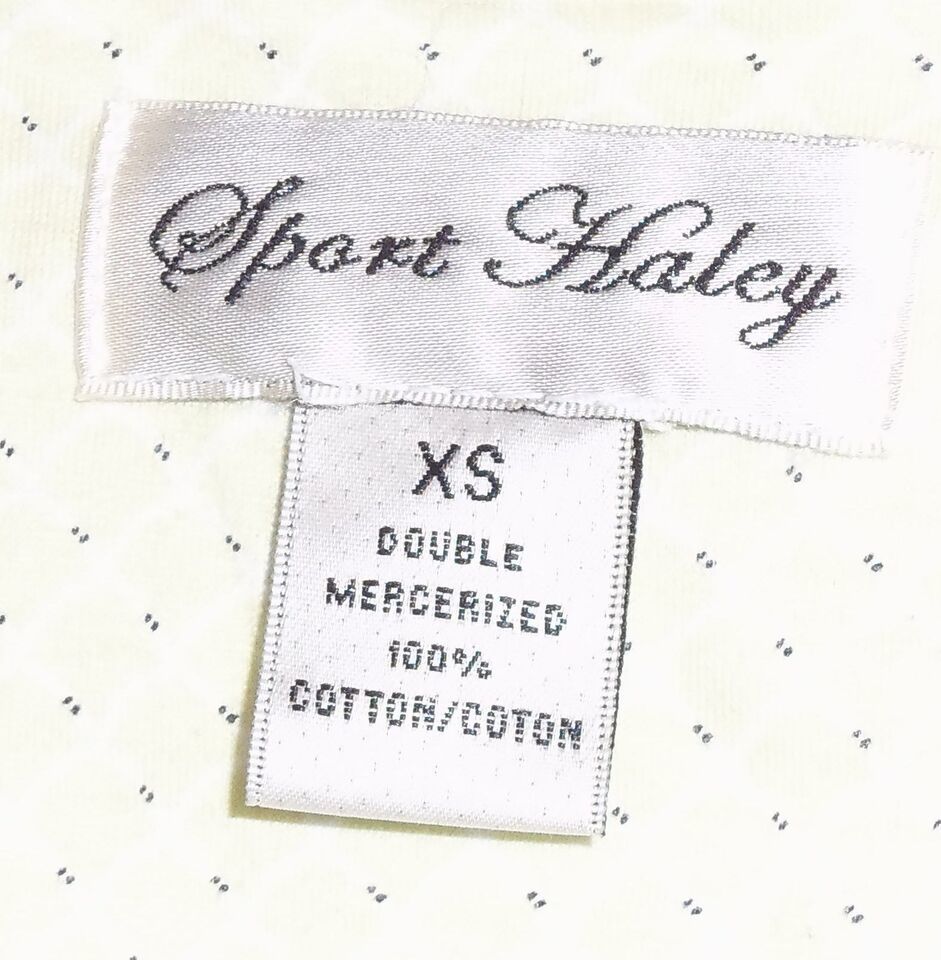 Sport Haley
XS
DOUBLE
MERCERIZED
100%
COTTON/COTON